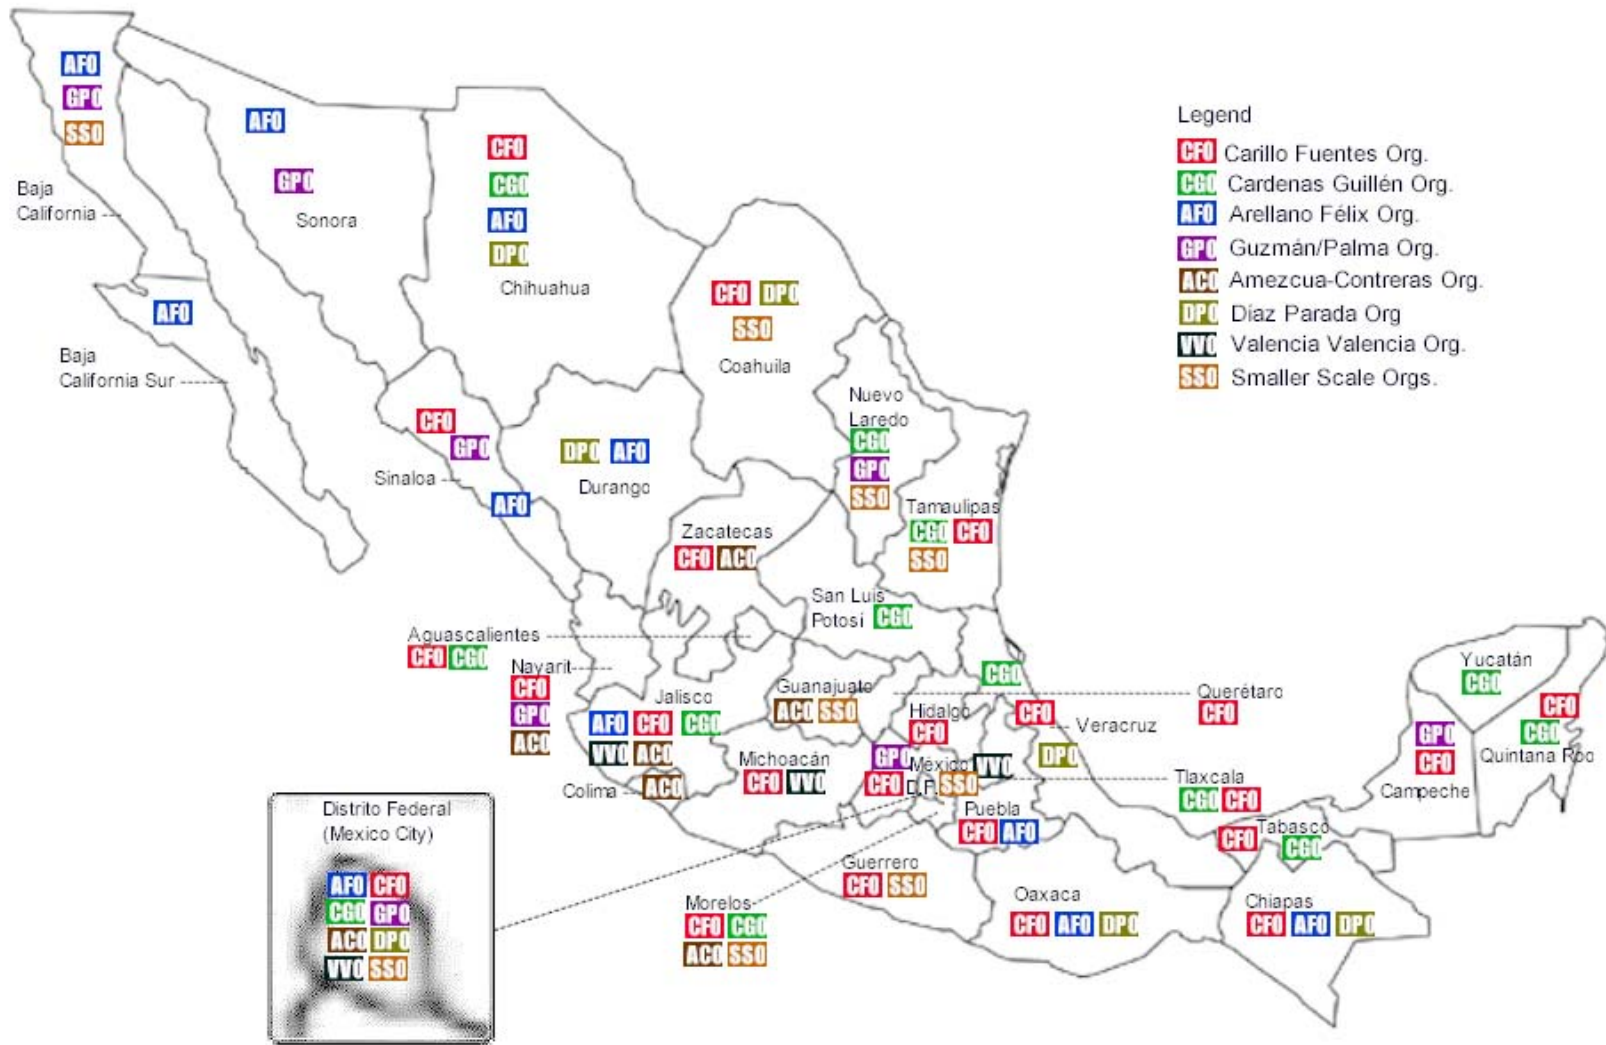 AFO
GPO
SSO
Baja
California
AFO
GPO
Sonora
CFO
CGO
AFO
DPO
Chihuahua
Legend
CFO Carillo Fuentes Org.
CGO Cardenas Guillén Org.
AFO Arellano Félix Org.
GPO Guzmán/Palma Org.
ACO Amezcua-Contreras Org.
DPO Díaz Parada Org
VVO Valencia Valencia Org.
SSO Smaller Scale Orgs.
AFO
Baja
California Sur
CFO DPO
SSO
Coahuila
Nuevo
Laredo
CGO
GPO
SSO
CFO
GPO
Sinaloa
AFO
DPO AFO
Durango
Zacatecas
CFO ACO
Tamaulipas
CGO CFO
SSO
San Luis
Potosí CGO
Aguascalientes
CFO CGO
Nayarit
CFO
GPO
ACO
Jalisco
AFO CFO CGO
VVO ACO
Guanajuato
ACO SSO
CGO
Querétaro
CFO
Hidalgo
CFO
CFO
Veracruz
DPO
Yucatán
CGO
CFO
CGO
Quintana Roo
GPO
CFO
Campeche
Michoacán
CFO VVO
Colima
ACO
GPO
México
VVO
CFO D.F. SSO
Tlaxcala
CGO CFO
Puebla
CFO AFO
CFO
Tabasco
CGO
Distrito Federal
(Mexico City)
AFO CFO
CGO GPO
ACO DPO
VVO SSO
Guerrero
CFO SSO
Morelos
CFO CGO
ACO SSO
Oaxaca
CFO AFO DPO
Chiapas
CFO AFO DPO